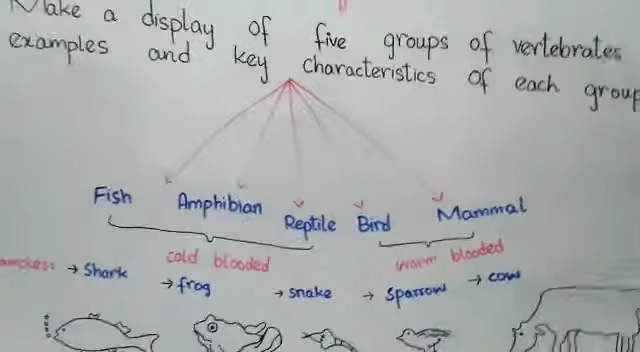 Make a display of five groups of vertebrates
examples and key characteristics of each group
Fish Amphibian Reptile Bird Mammal
cold blooded warm blooded
→ Shark → frog → snake → sparrow → cow